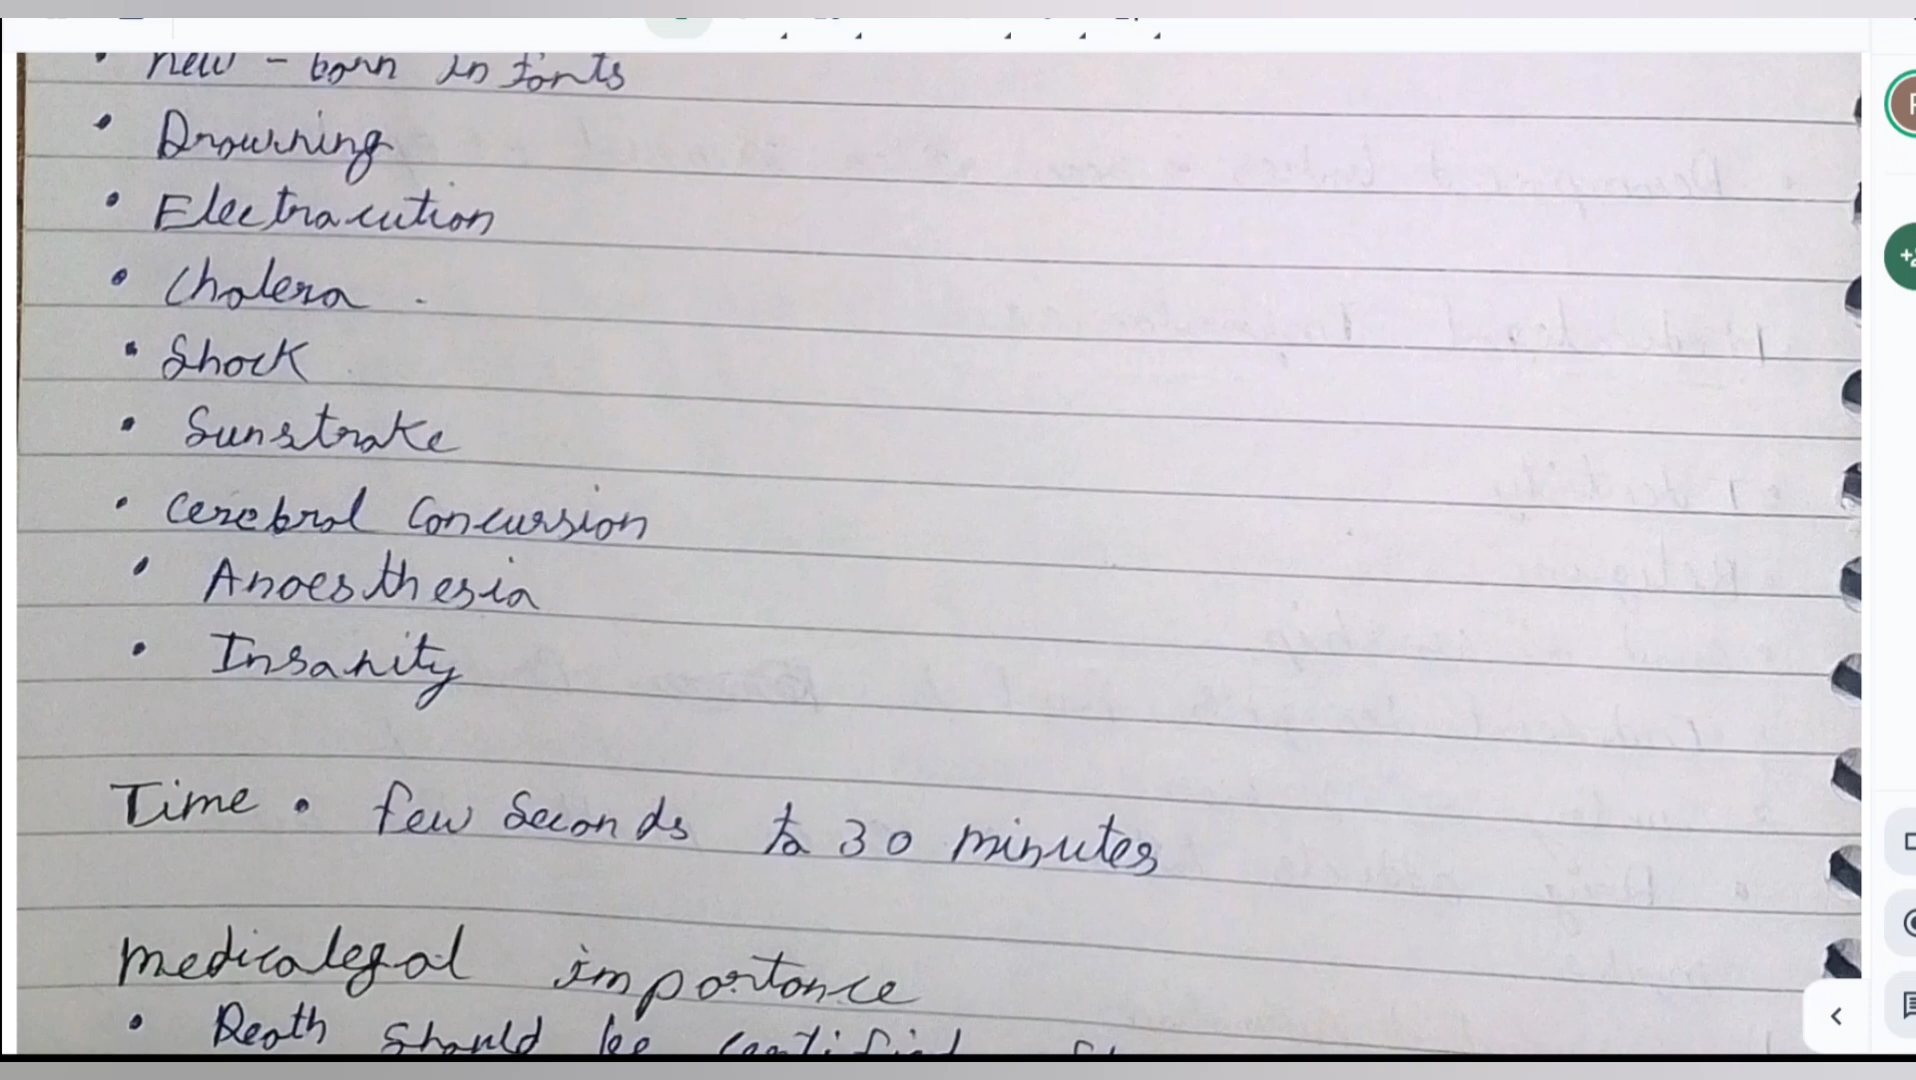 • new - born infants
• Drowning
• Electrocution
• Cholera
• Shock
• Sunstroke
• Cerebral Concussion
• Anaesthesia
• Insanity
Time • few seconds to 30 minutes
medicolegal importance
• Death should be certified